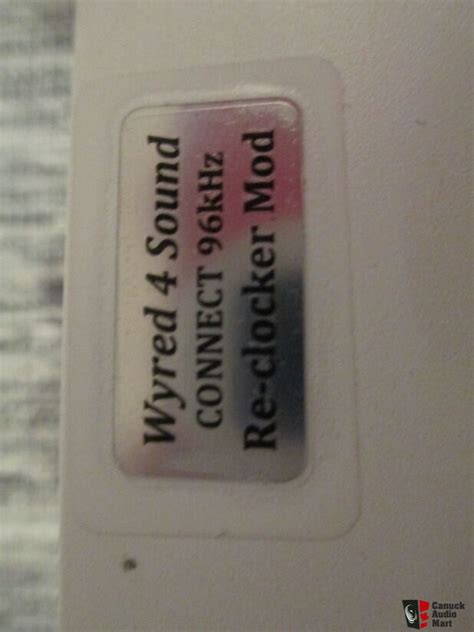 Wyred 4 Sound
CONNECT 96kHz
Re-clocker Mod
Canuck
Audio
Mart